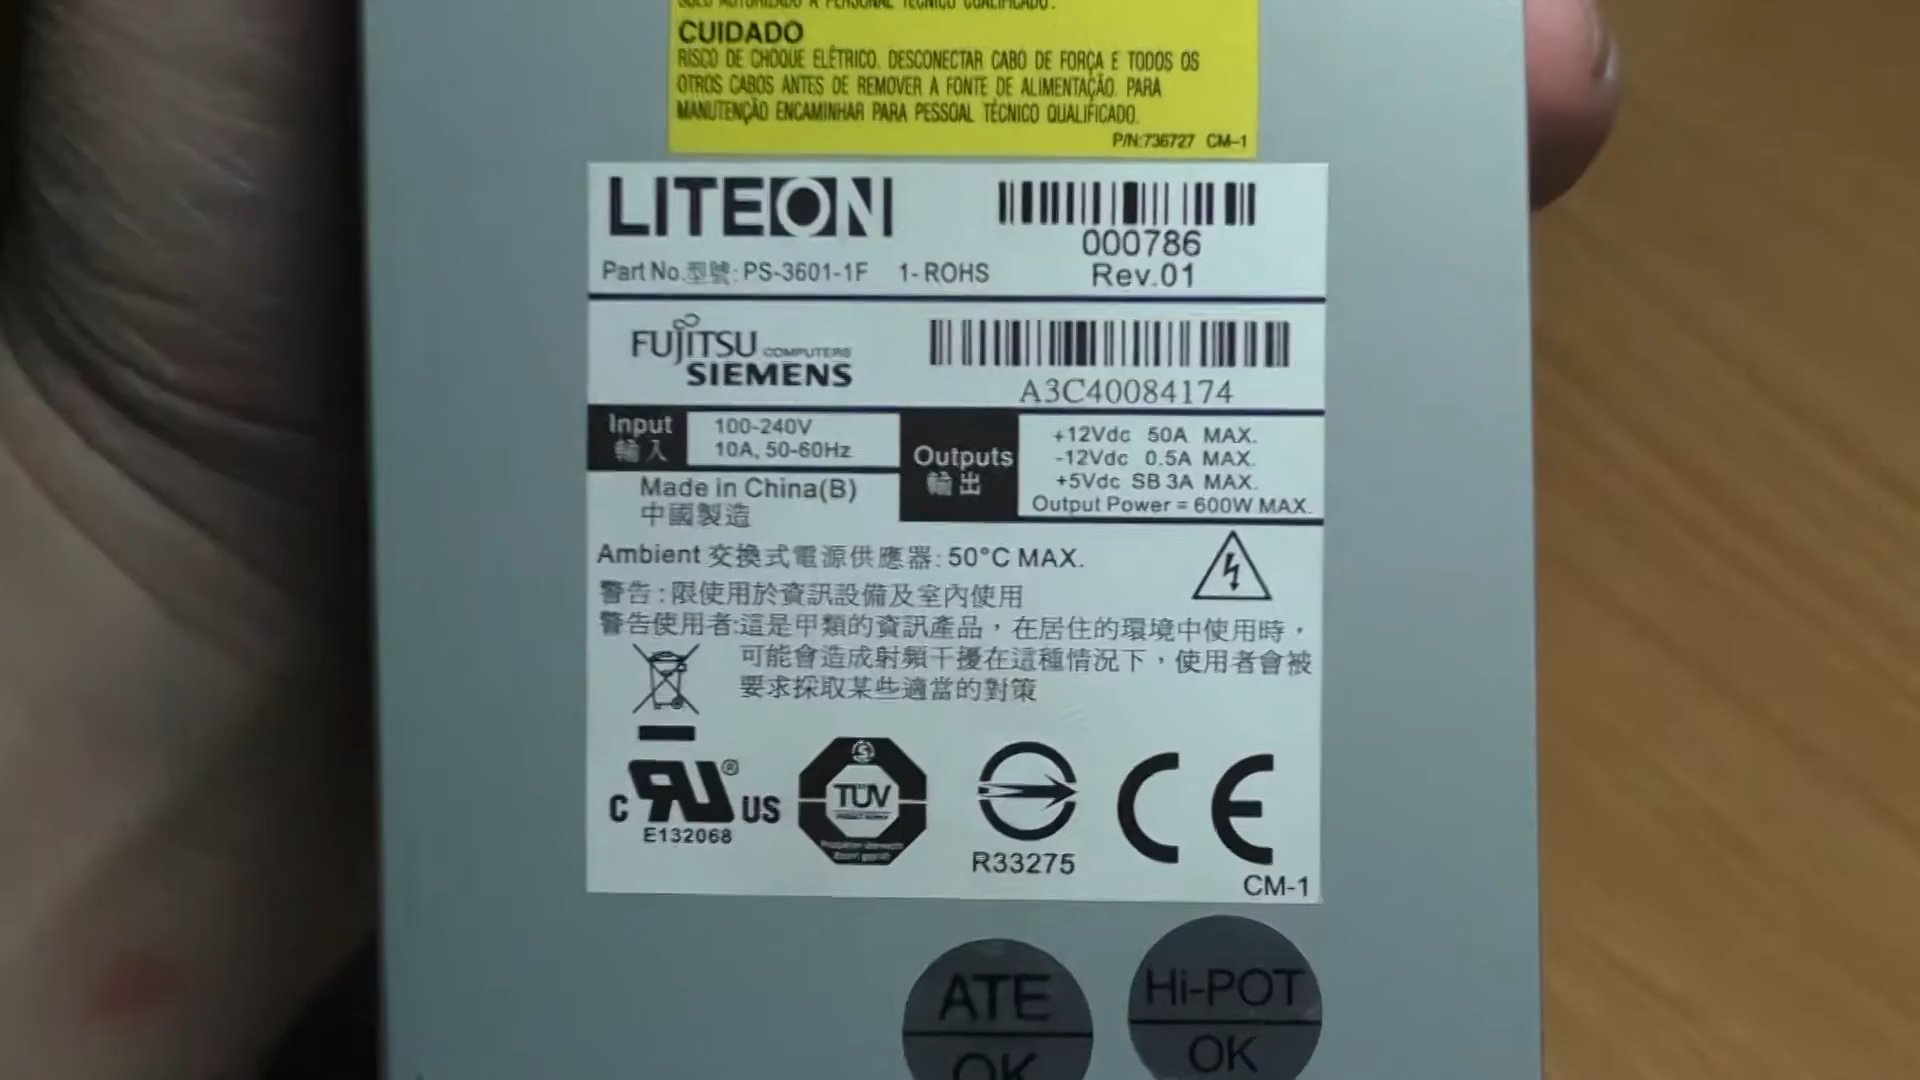 SOLO AUTORIZADO A PERSONAL TÉCNICO CUALIFICADO.
CUIDADO
RISCO DE CHOQUE ELÉTRICO. DESCONECTAR CABO DE FORÇA E TODOS OS
OTROS CABOS ANTES DE REMOVER A FONTE DE ALIMENTAÇÃO. PARA
MANUTENÇÃO ENCAMINHAR PARA PESSOAL TÉCNICO QUALIFICADO.
P/N:736727 CM-1
LITEON
000786
Part No.型號: PS-3601-1F 1-ROHS
Rev.01
FUJITSU COMPUTERS
SIEMENS
A3C40084174
Input
輸入
100-240V
10A, 50-60Hz
Outputs
輸出
+12Vdc 50A MAX.
-12Vdc 0.5A MAX.
+5Vdc SB 3A MAX.
Output Power = 600W MAX.
Made in China(B)
中國製造
Ambient 交換式電源供應器: 50°C MAX.
警告:限使用於資訊設備及室內使用
警告使用者:這是甲類的資訊產品，在居住的環境中使用時，
可能會造成射頻干擾在這種情況下，使用者會被
要求採取某些適當的對策
C RU ® US
E132068
S
TÜV
R33275
CE
CM-1
ATE
OK
Hi-POT
OK